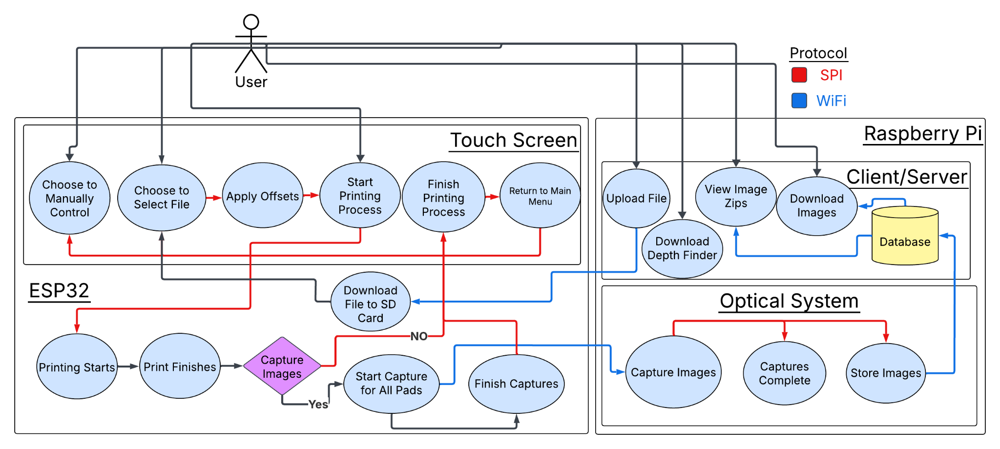 User
Protocol
SPI
WiFi
Touch Screen
Choose to
Manually
Control
Choose to
Select File
Apply Offsets
Start
Printing
Process
Finish
Printing
Process
Return to Main
Menu
Raspberry Pi
Client/Server
Upload File
Download
Depth Finder
View Image
Zips
Download
Images
Database
ESP32
Download
File to SD
Card
Printing Starts
Print Finishes
Capture
Images
NO
Yes
Start Capture
for All Pads
Finish Captures
Optical System
Capture Images
Captures
Complete
Store Images